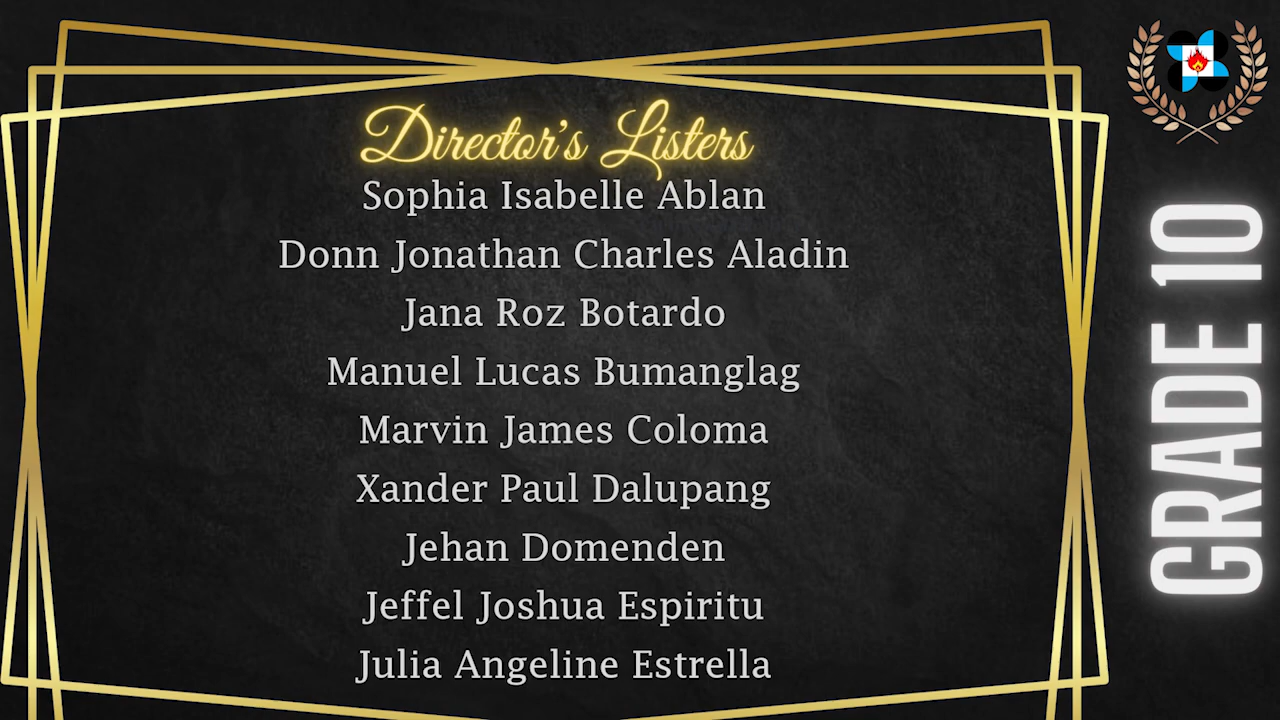 Director's Listers
Sophia Isabelle Ablan
Donn Jonathan Charles Aladin
Jana Roz Botardo
Manuel Lucas Bumanglag
Marvin James Coloma
Xander Paul Dalupang
Jehan Domenden
Jeffel Joshua Espiritu
Julia Angeline Estrella
GRADE 10